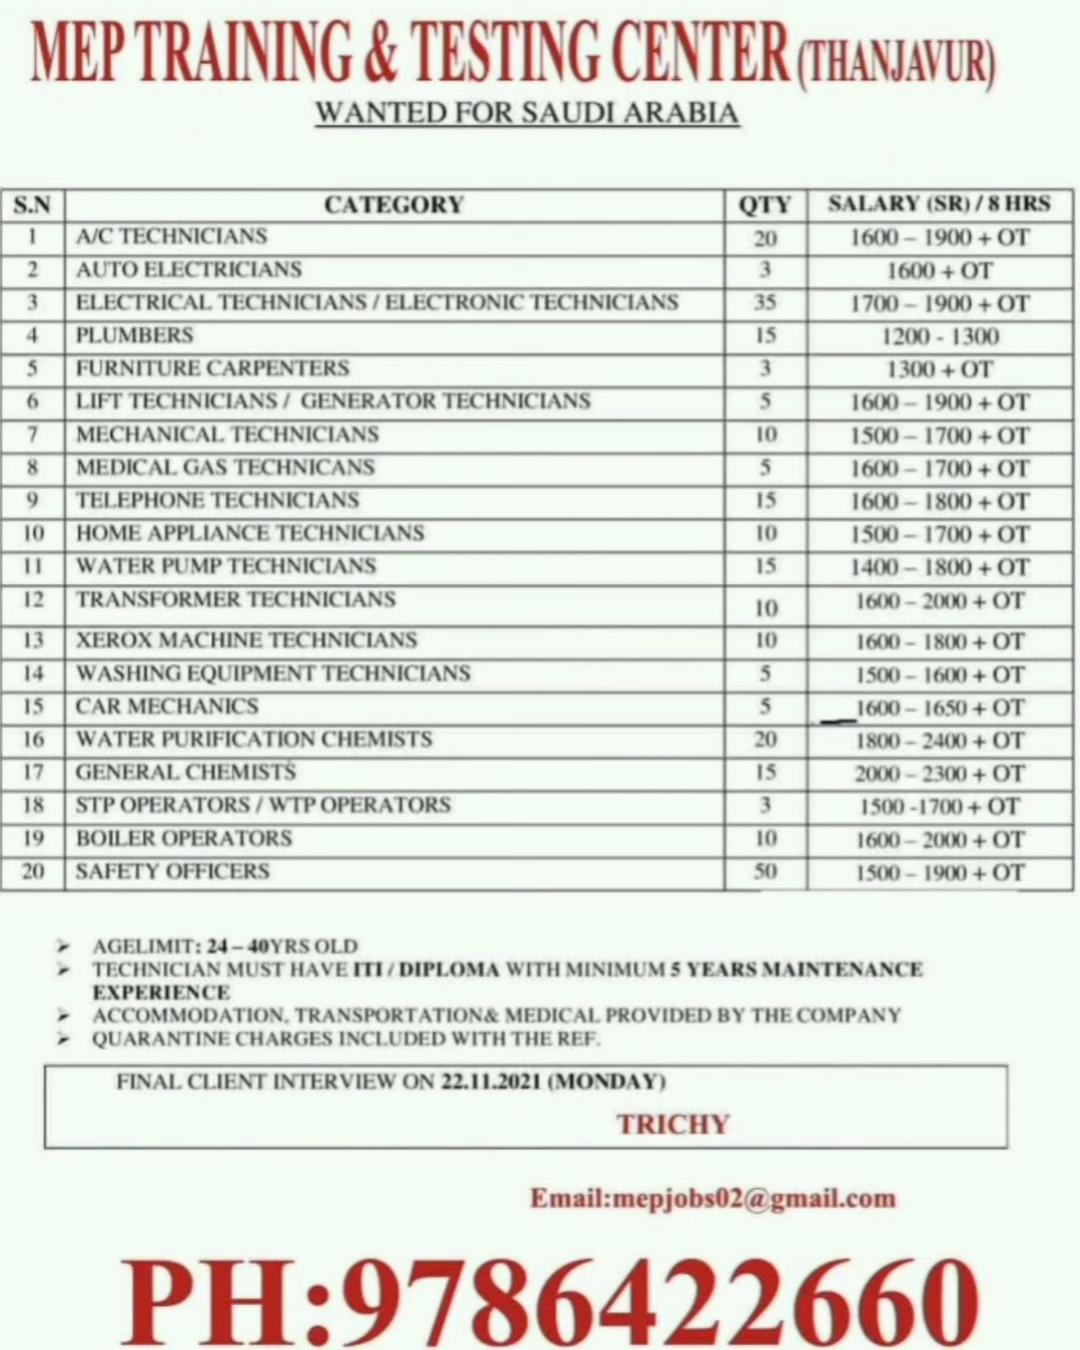 MEP TRAINING & TESTING CENTER (THANJAVUR)
WANTED FOR SAUDI ARABIA
S.N CATEGORY QTY SALARY (SR) / 8 HRS
1 A/C TECHNICIANS 20 1600 – 1900 + OT
2 AUTO ELECTRICIANS 3 1600 + OT
3 ELECTRICAL TECHNICIANS / ELECTRONIC TECHNICIANS 35 1700 – 1900 + OT
4 PLUMBERS 15 1200 - 1300
5 FURNITURE CARPENTERS 3 1300 + OT
6 LIFT TECHNICIANS / GENERATOR TECHNICIANS 5 1600 – 1900 + OT
7 MECHANICAL TECHNICIANS 10 1500 – 1700 + OT
8 MEDICAL GAS TECHNICANS 5 1600 – 1700 + OT
9 TELEPHONE TECHNICIANS 15 1600 – 1800 + OT
10 HOME APPLIANCE TECHNICIANS 10 1500 – 1700 + OT
11 WATER PUMP TECHNICIANS 15 1400 – 1800 + OT
12 TRANSFORMER TECHNICIANS 10 1600 – 2000 + OT
13 XEROX MACHINE TECHNICIANS 10 1600 – 1800 + OT
14 WASHING EQUIPMENT TECHNICIANS 5 1500 – 1600 + OT
15 CAR MECHANICS 5 1600 – 1650 + OT
16 WATER PURIFICATION CHEMISTS 20 1800 – 2400 + OT
17 GENERAL CHEMISTS 15 2000 – 2300 + OT
18 STP OPERATORS / WTP OPERATORS 3 1500 -1700 + OT
19 BOILER OPERATORS 10 1600 – 2000 + OT
20 SAFETY OFFICERS 50 1500 – 1900 + OT
➢ AGELIMIT: 24 – 40YRS OLD
➢ TECHNICIAN MUST HAVE ITI / DIPLOMA WITH MINIMUM 5 YEARS MAINTENANCE
EXPERIENCE
➢ ACCOMMODATION, TRANSPORTATION& MEDICAL PROVIDED BY THE COMPANY
➢ QUARANTINE CHARGES INCLUDED WITH THE REF.
FINAL CLIENT INTERVIEW ON 22.11.2021 (MONDAY)
TRICHY
Email:mepjobs02@gmail.com
PH:9786422660